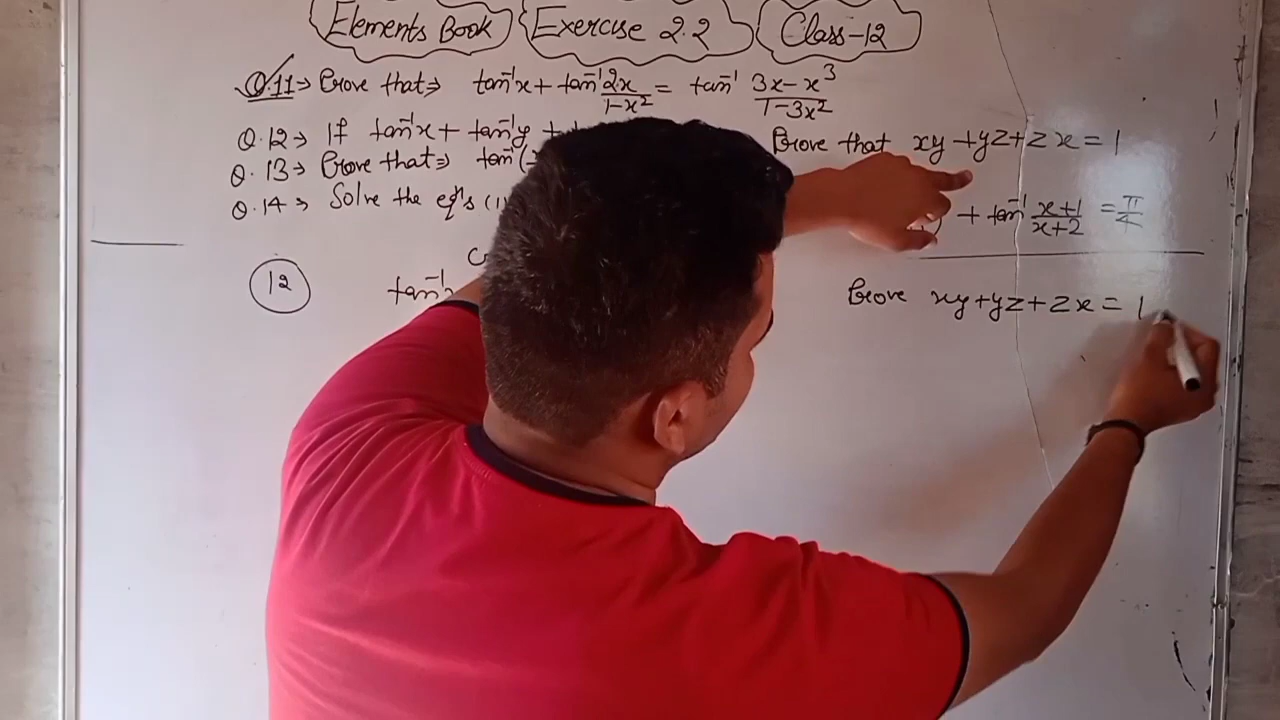 Elements Book Exercise 2.2 Class-12
Q.11⇒ Prove that⇒ tan⁻¹x + tan⁻¹ 2x/1-x² = tan⁻¹ 3x-x³/1-3x²
Q.12⇒ If tan⁻¹x + tan⁻¹y + Prove that xy+yz+zx=1
Q.13⇒ Prove that⇒ tan⁻¹(
Q.14⇒ Solve the eqⁿs (1) + tan⁻¹ x+1/x+2 = π/4
12 tan⁻¹ Prove xy+yz+zx=1